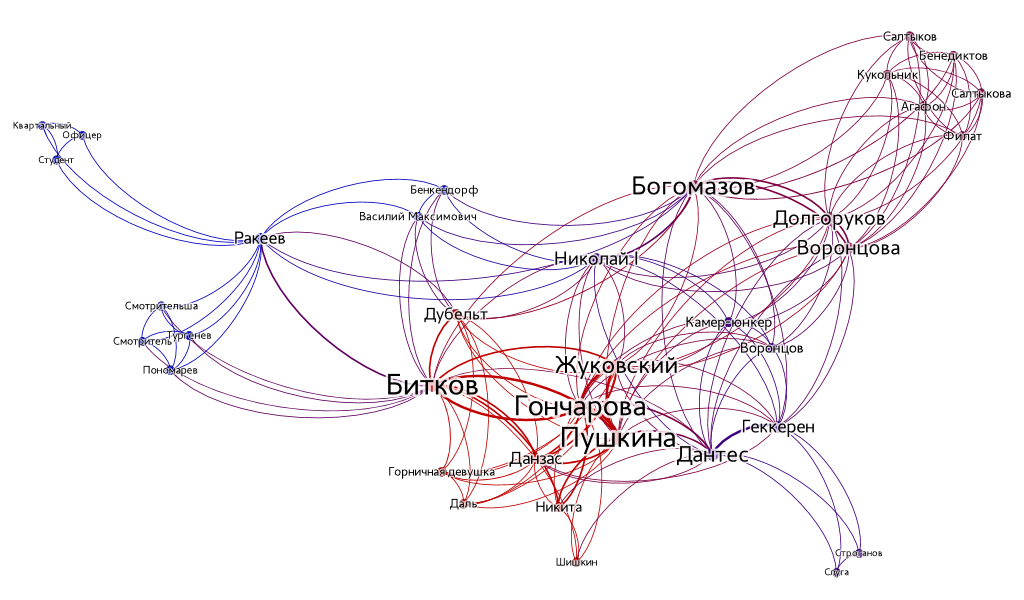 Салтыков
Бенедиктов
Кукольник
Салтыкова
Агафон
Филат
Квартальный
Офицер
Студент
Богомазов
Бенкендорф
Василий Максимович
Долгоруков
Ракеев
Воронцова
Николай I
Смотрительша
Дубельт
Камер-юнкер
Тургенев
Смотритель
Воронцов
Пономарев
Жуковский
Битков
Гончарова
Геккерен
Пушкина
Дантес
Данзас
Горничная девушка
Даль
Никита
Строганов
Шишкин
Слуга